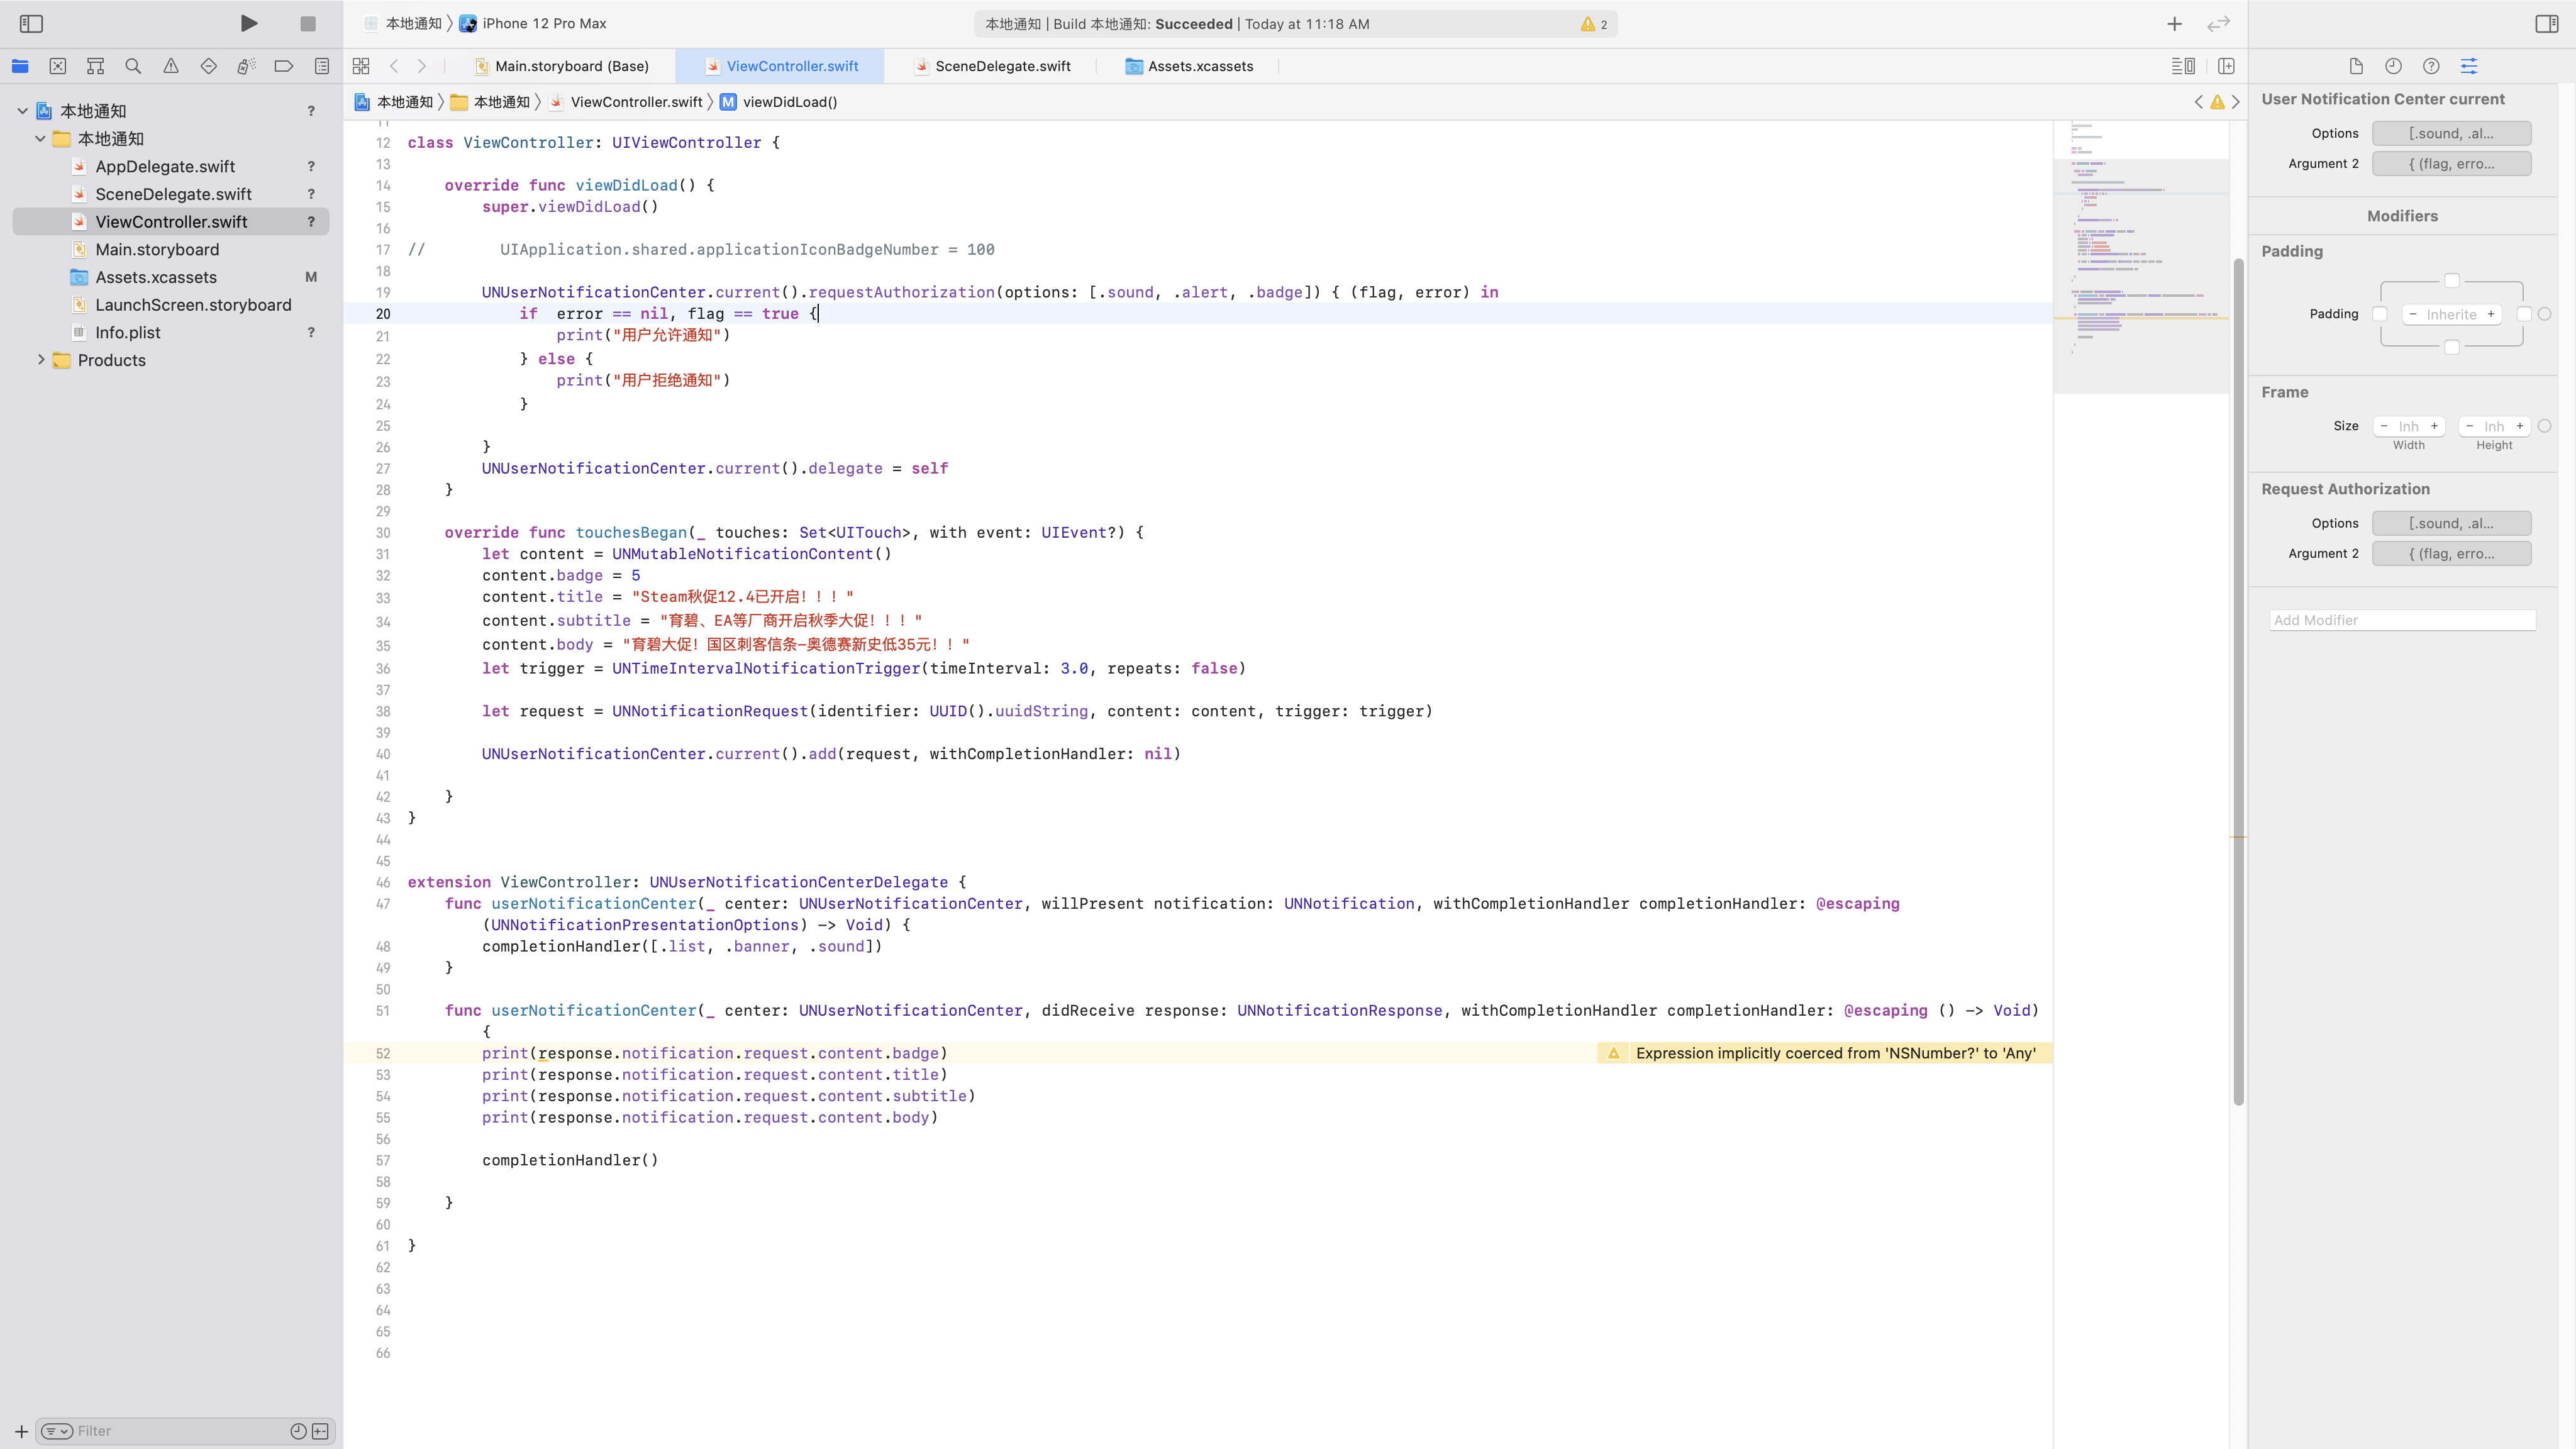 本地通知 iPhone 12 Pro Max
本地通知 | Build 本地通知: Succeeded | Today at 11:18 AM
2
Main.storyboard (Base)
ViewController.swift
SceneDelegate.swift
Assets.xcassets
本地通知
?
本地通知
AppDelegate.swift ?
SceneDelegate.swift ?
ViewController.swift ?
Main.storyboard
Assets.xcassets M
LaunchScreen.storyboard
Info.plist ?
Products
Filter
本地通知 本地通知 ViewController.swift M viewDidLoad()
11
12 class ViewController: UIViewController {
13
14     override func viewDidLoad() {
15         super.viewDidLoad()
16
17 //        UIApplication.shared.applicationIconBadgeNumber = 100
18
19         UNUserNotificationCenter.current().requestAuthorization(options: [.sound, .alert, .badge]) { (flag, error) in
20             if  error == nil, flag == true {
21                 print("用户允许通知")
22             } else {
23                 print("用户拒绝通知")
24             }
25
26         }
27         UNUserNotificationCenter.current().delegate = self
28     }
29
30     override func touchesBegan(_ touches: Set<UITouch>, with event: UIEvent?) {
31         let content = UNMutableNotificationContent()
32         content.badge = 5
33         content.title = "Steam秋促12.4已开启！！！"
34         content.subtitle = "育碧、EA等厂商开启秋季大促！！！"
35         content.body = "育碧大促！国区刺客信条-奥德赛新史低35元！！"
36         let trigger = UNTimeIntervalNotificationTrigger(timeInterval: 3.0, repeats: false)
37
38         let request = UNNotificationRequest(identifier: UUID().uuidString, content: content, trigger: trigger)
39
40         UNUserNotificationCenter.current().add(request, withCompletionHandler: nil)
41
42     }
43 }
44
45
46 extension ViewController: UNUserNotificationCenterDelegate {
47     func userNotificationCenter(_ center: UNUserNotificationCenter, willPresent notification: UNNotification, withCompletionHandler completionHandler: @escaping
(UNNotificationPresentationOptions) -> Void) {
48         completionHandler([.list, .banner, .sound])
49     }
50
51     func userNotificationCenter(_ center: UNUserNotificationCenter, didReceive response: UNNotificationResponse, withCompletionHandler completionHandler: @escaping () -> Void)
{
52         print(response.notification.request.content.badge) Expression implicitly coerced from 'NSNumber?' to 'Any'
53         print(response.notification.request.content.title)
54         print(response.notification.request.content.subtitle)
55         print(response.notification.request.content.body)
56
57         completionHandler()
58
59     }
60
61 }
62
63
64
65
66
User Notification Center current
Options [.sound, .al...
Argument 2 { (flag, erro...
Modifiers
Padding
Padding − Inherite +
Frame
Size − Inh + − Inh +
Width Height
Request Authorization
Options [.sound, .al...
Argument 2 { (flag, erro...
Add Modifier